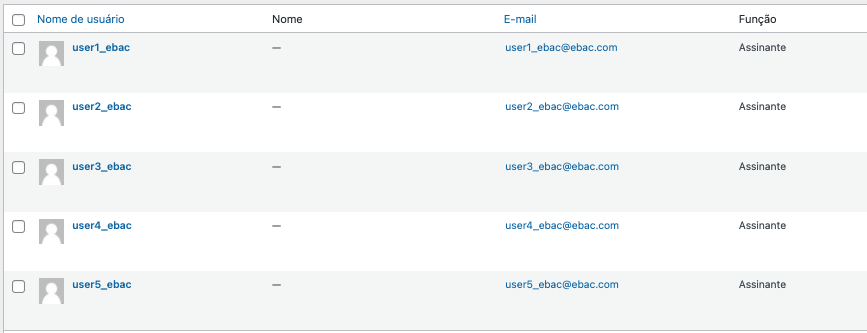 Nome de usuário Nome E-mail Função
user1_ebac — user1_ebac@ebac.com Assinante
user2_ebac — user2_ebac@ebac.com Assinante
user3_ebac — user3_ebac@ebac.com Assinante
user4_ebac — user4_ebac@ebac.com Assinante
user5_ebac — user5_ebac@ebac.com Assinante